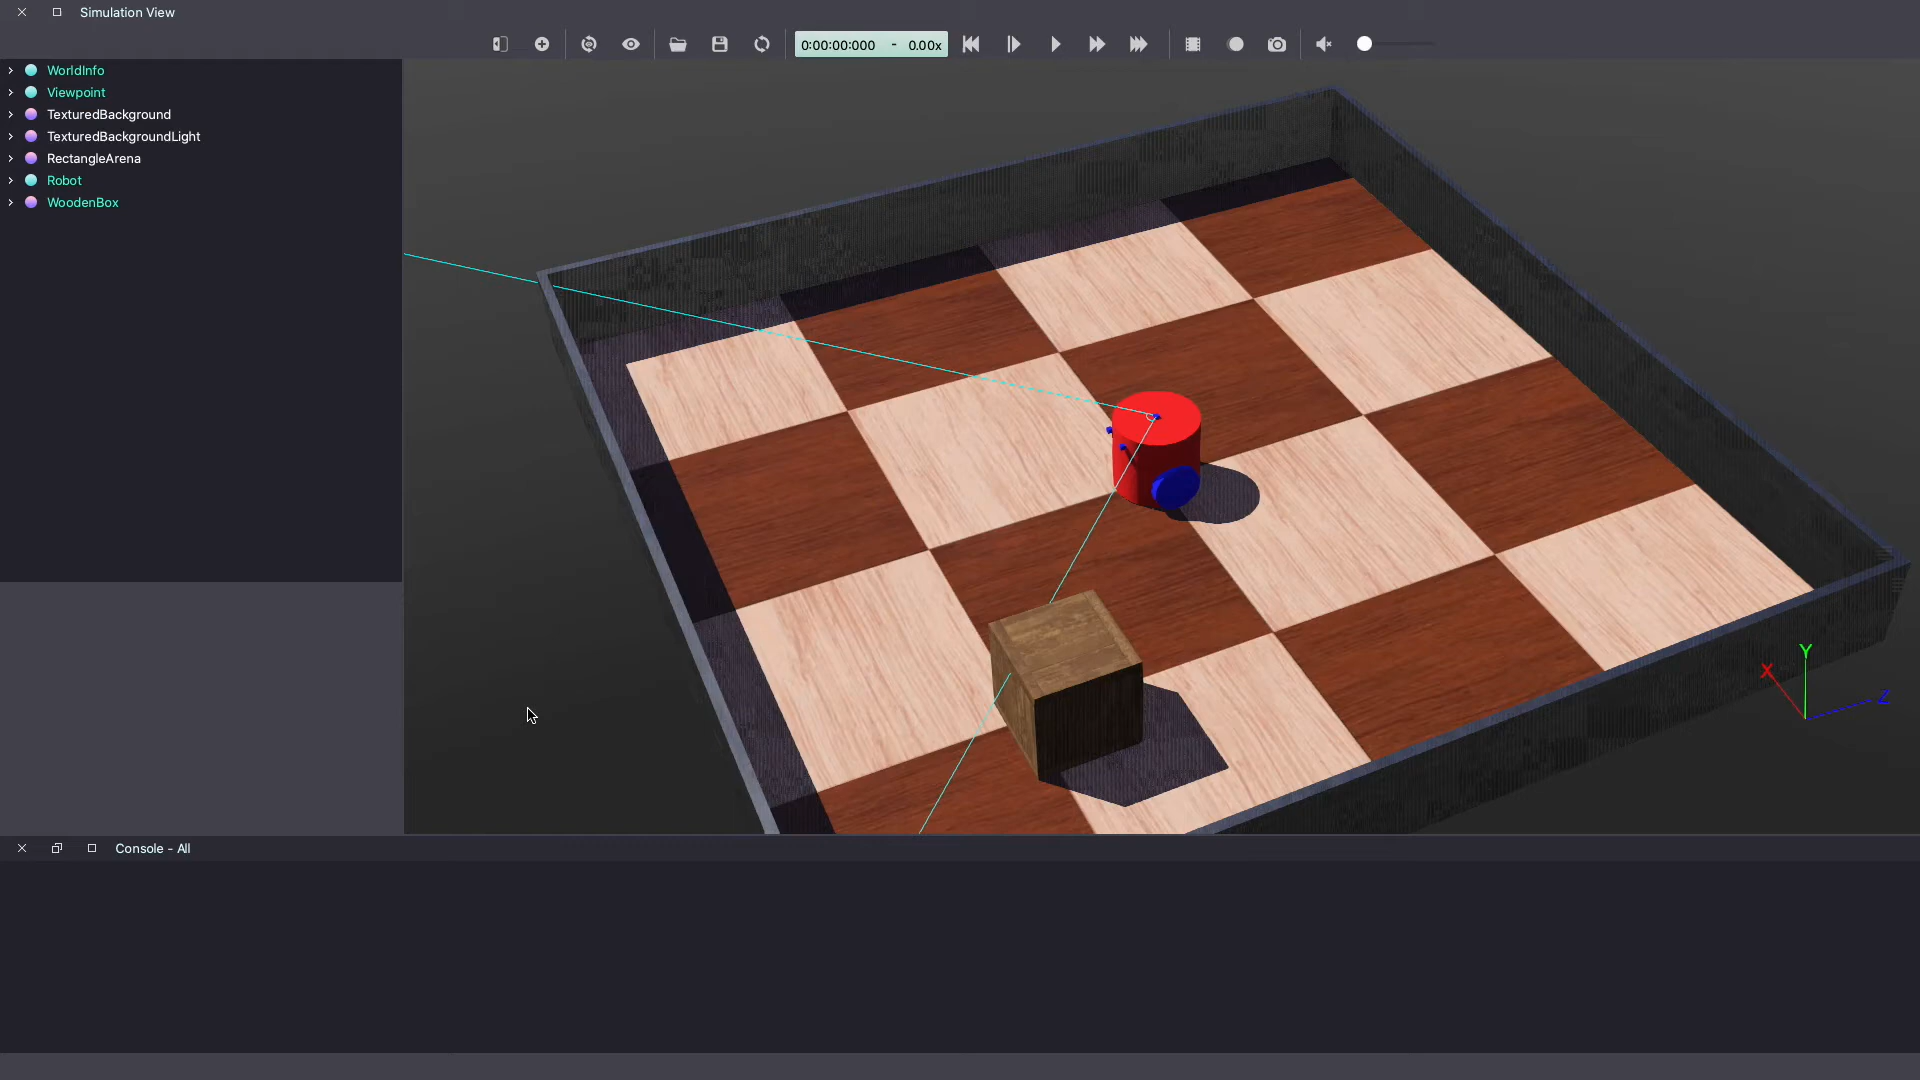 Simulation View
0:00:00:000 - 0.00x
WorldInfo
Viewpoint
TexturedBackground
TexturedBackgroundLight
RectangleArena
Robot
WoodenBox
Y
X
Z
Console - All